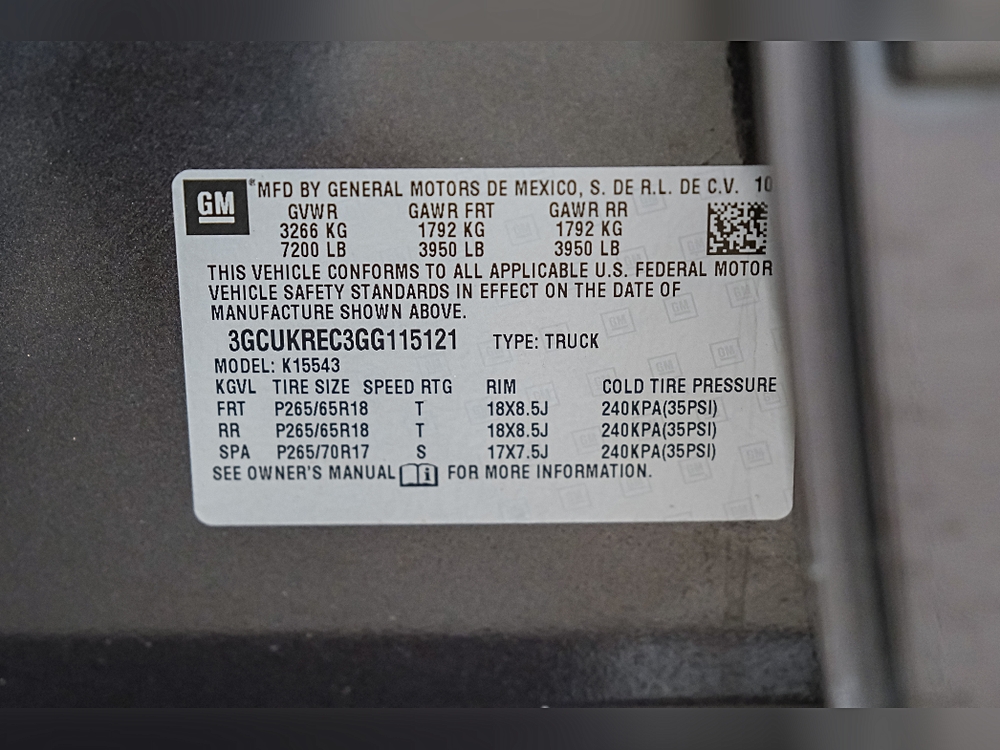 GM
MFD BY GENERAL MOTORS DE MEXICO, S. DE R.L. DE C.V. 10
GVWR GAWR FRT GAWR RR
3266 KG 1792 KG 1792 KG
7200 LB 3950 LB 3950 LB
THIS VEHICLE CONFORMS TO ALL APPLICABLE U.S. FEDERAL MOTOR
VEHICLE SAFETY STANDARDS IN EFFECT ON THE DATE OF
MANUFACTURE SHOWN ABOVE.
3GCUKREC3GG115121 TYPE: TRUCK
MODEL: K15543
KGVL TIRE SIZE SPEED RTG RIM COLD TIRE PRESSURE
FRT P265/65R18 T 18X8.5J 240KPA(35PSI)
RR P265/65R18 T 18X8.5J 240KPA(35PSI)
SPA P265/70R17 S 17X7.5J 240KPA(35PSI)
SEE OWNER'S MANUAL i FOR MORE INFORMATION.